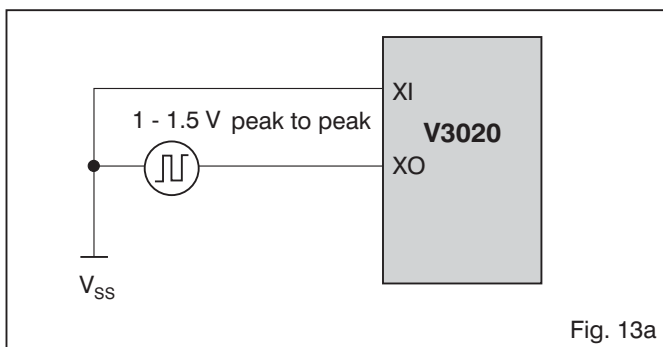 XI
1 - 1.5 V peak to peak
V3020
XO
VSS
Fig. 13a